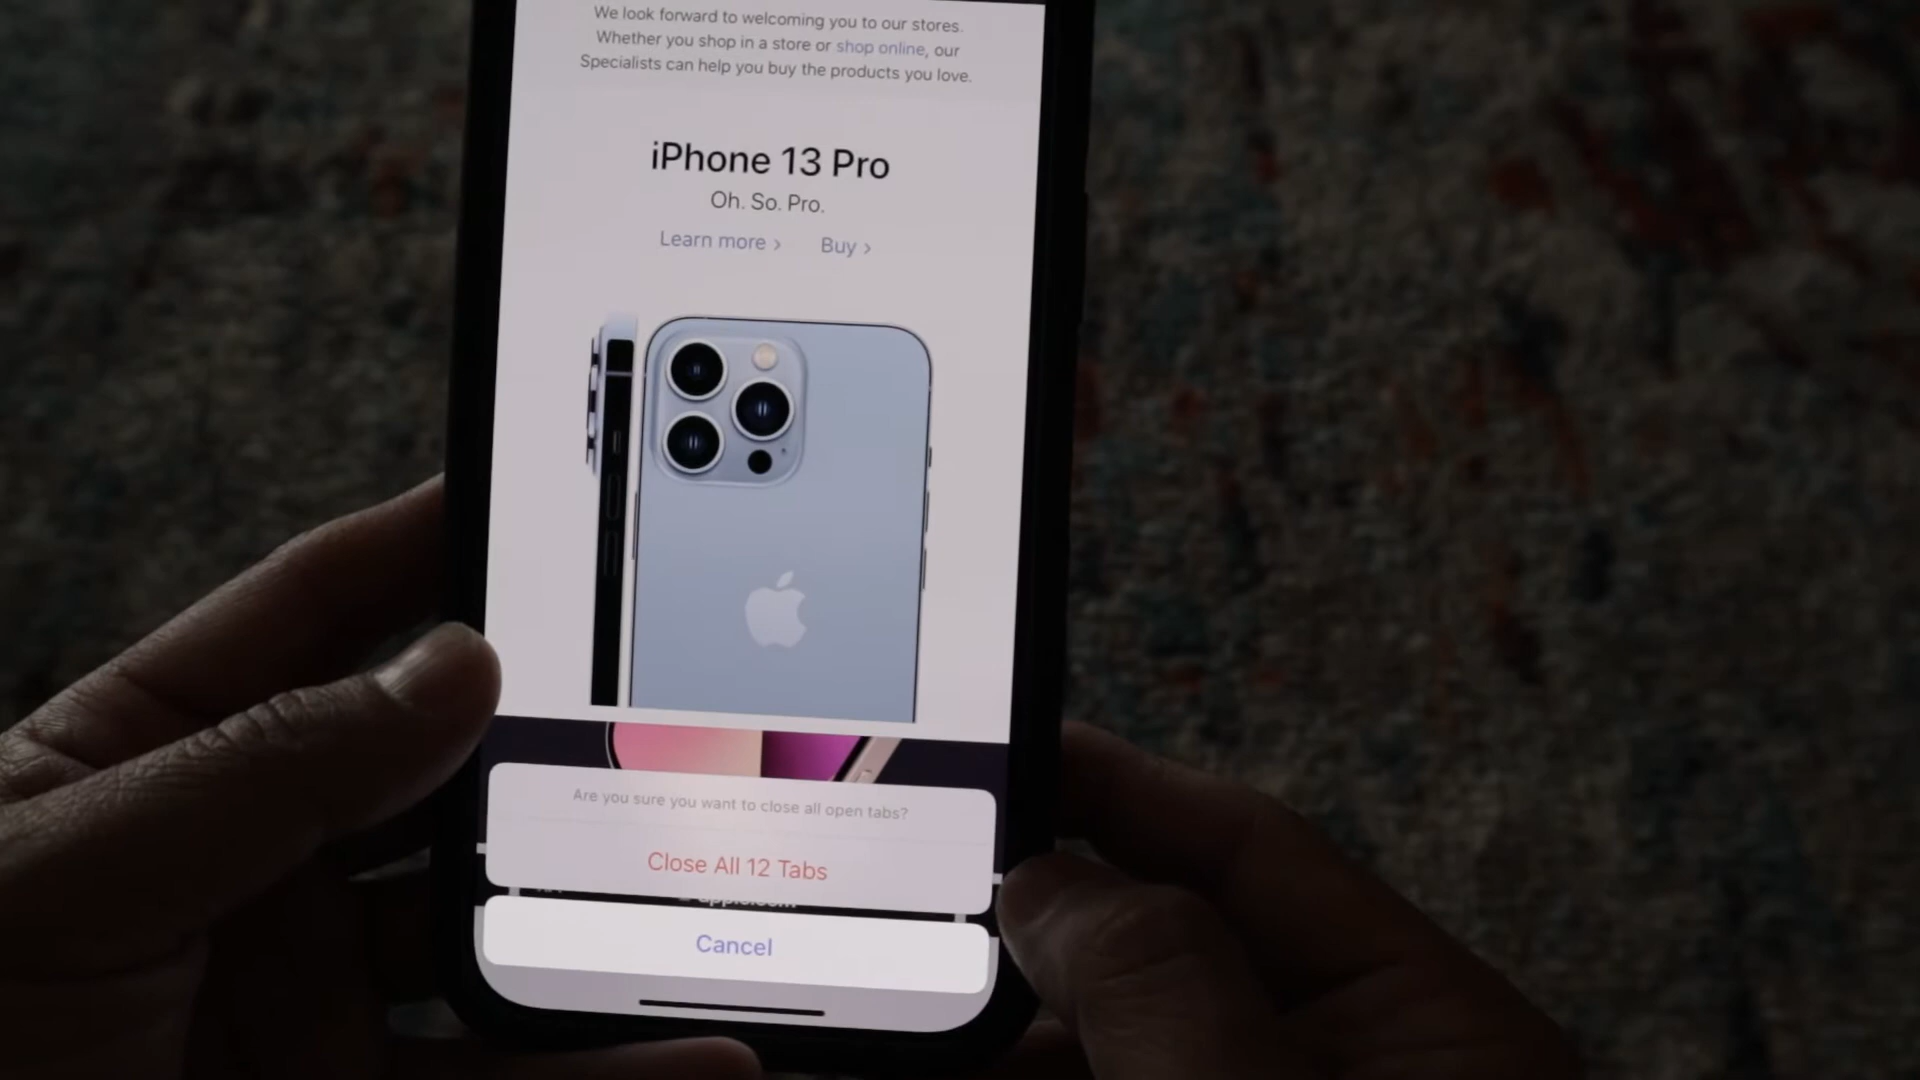 We look forward to welcoming you to our stores.
Whether you shop in a store or shop online, our
Specialists can help you buy the products you love.
iPhone 13 Pro
Oh. So. Pro.
Learn more > Buy >
Are you sure you want to close all open tabs?
Close All 12 Tabs
apple.com
Cancel